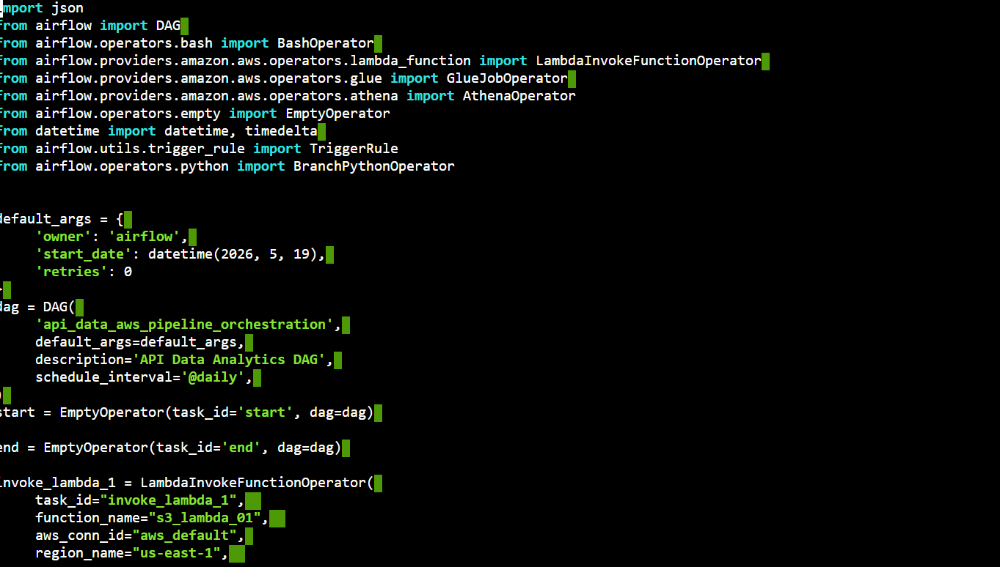 import json
from airflow import DAG
from airflow.operators.bash import BashOperator
from airflow.providers.amazon.aws.operators.lambda_function import LambdaInvokeFunctionOperator
from airflow.providers.amazon.aws.operators.glue import GlueJobOperator
from airflow.providers.amazon.aws.operators.athena import AthenaOperator
from airflow.operators.empty import EmptyOperator
from datetime import datetime, timedelta
from airflow.utils.trigger_rule import TriggerRule
from airflow.operators.python import BranchPythonOperator
default_args = {
'owner': 'airflow',
'start_date': datetime(2026, 5, 19),
'retries': 0
}
dag = DAG(
'api_data_aws_pipeline_orchestration',
default_args=default_args,
description='API Data Analytics DAG',
schedule_interval='@daily',
)
start = EmptyOperator(task_id='start', dag=dag)
end = EmptyOperator(task_id='end', dag=dag)
invoke_lambda_1 = LambdaInvokeFunctionOperator(
task_id="invoke_lambda_1",
function_name="s3_lambda_01",
aws_conn_id="aws_default",
region_name="us-east-1",